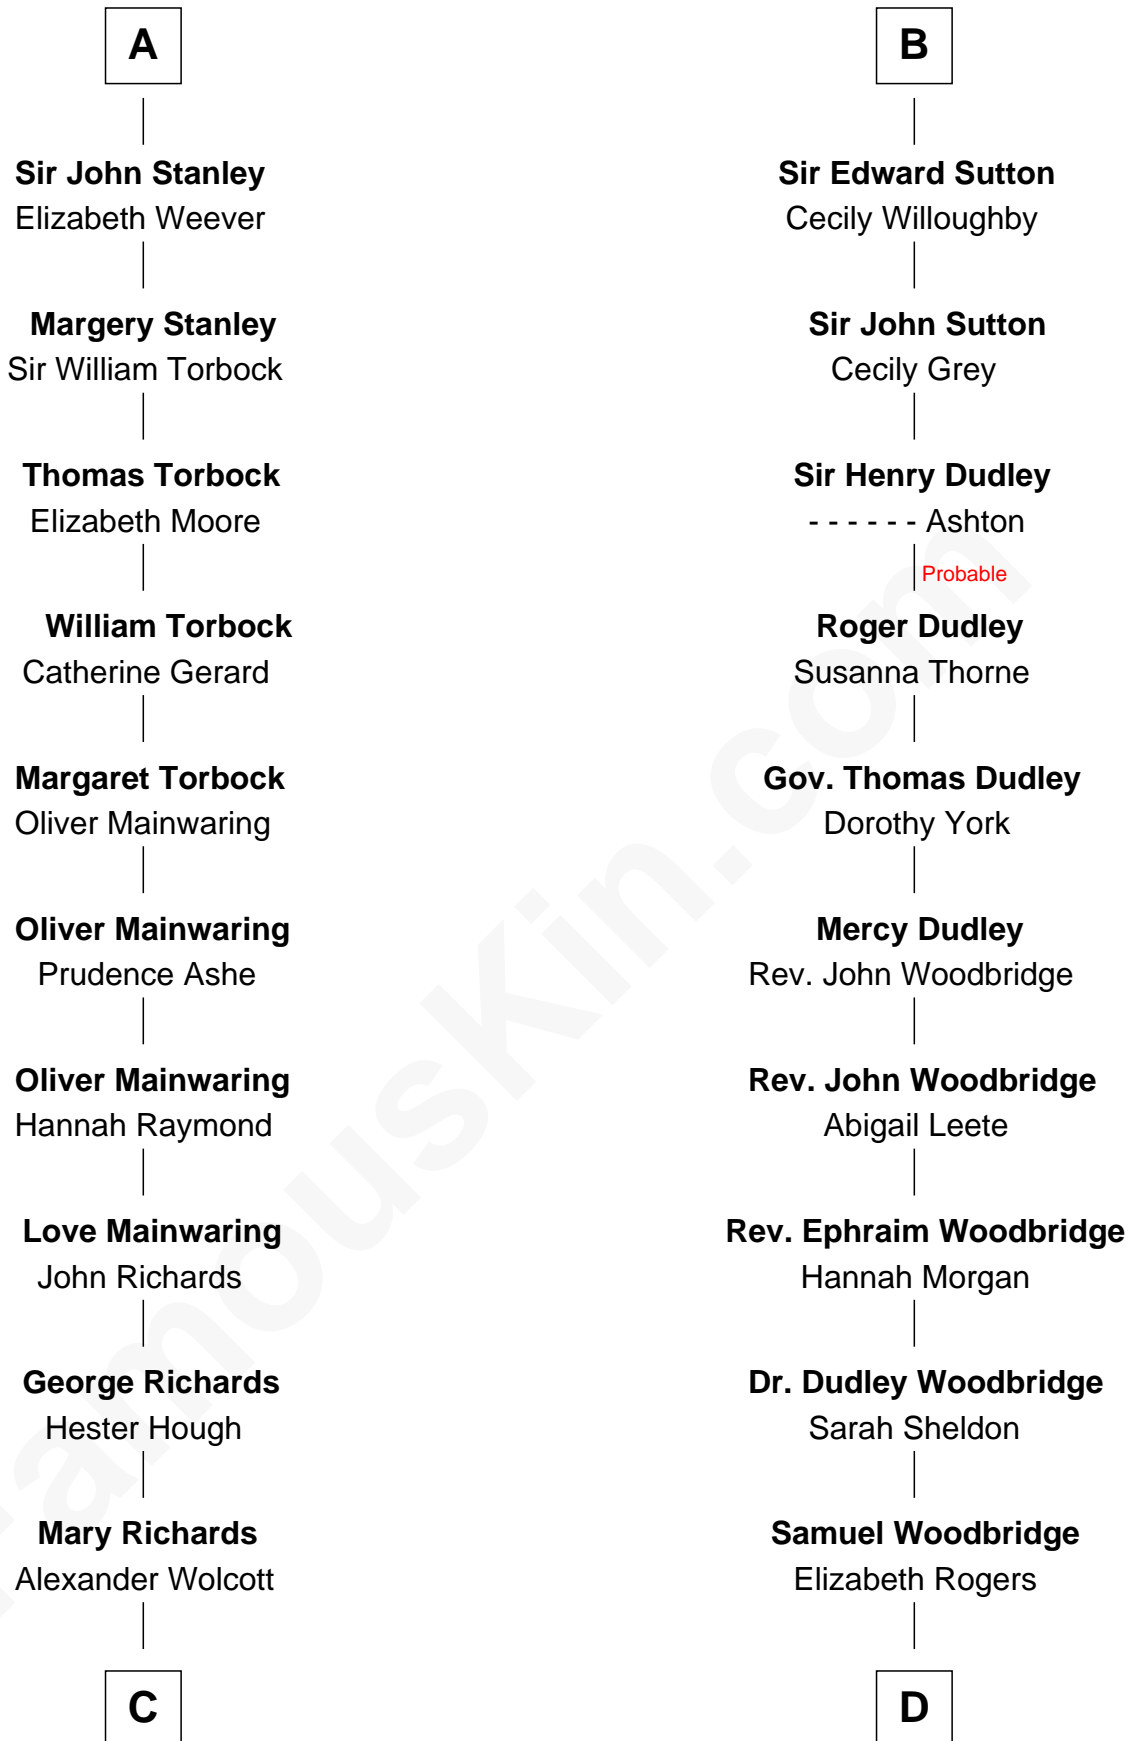 A
Sir John Stanley
Elizabeth Weever
Margery Stanley
Sir William Torbock
Thomas Torbock
Elizabeth Moore
William Torbock
Catherine Gerard
Margaret Torbock
Oliver Mainwaring
Oliver Mainwaring
Prudence Ashe
Oliver Mainwaring
Hannah Raymond
Love Mainwaring
John Richards
George Richards
Hester Hough
Mary Richards
Alexander Wolcott
C
B
Sir Edward Sutton
Cecily Willoughby
Sir John Sutton
Cecily Grey
Sir Henry Dudley
- - - - - - Ashton
Probable
Roger Dudley
Susanna Thorne
Gov. Thomas Dudley
Dorothy York
Mercy Dudley
Rev. John Woodbridge
Rev. John Woodbridge
Abigail Leete
Rev. Ephraim Woodbridge
Hannah Morgan
Dr. Dudley Woodbridge
Sarah Sheldon
Samuel Woodbridge
Elizabeth Rogers
D
FamousKin.com